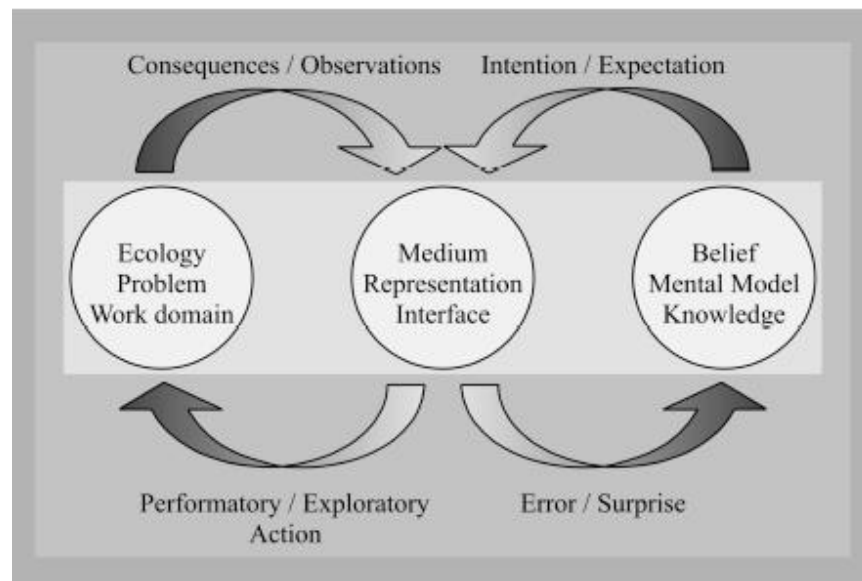 Consequences / Observations
Intention / Expectation
Ecology
Problem
Work domain
Medium
Representation
Interface
Belief
Mental Model
Knowledge
Performatory / Exploratory
Action
Error / Surprise